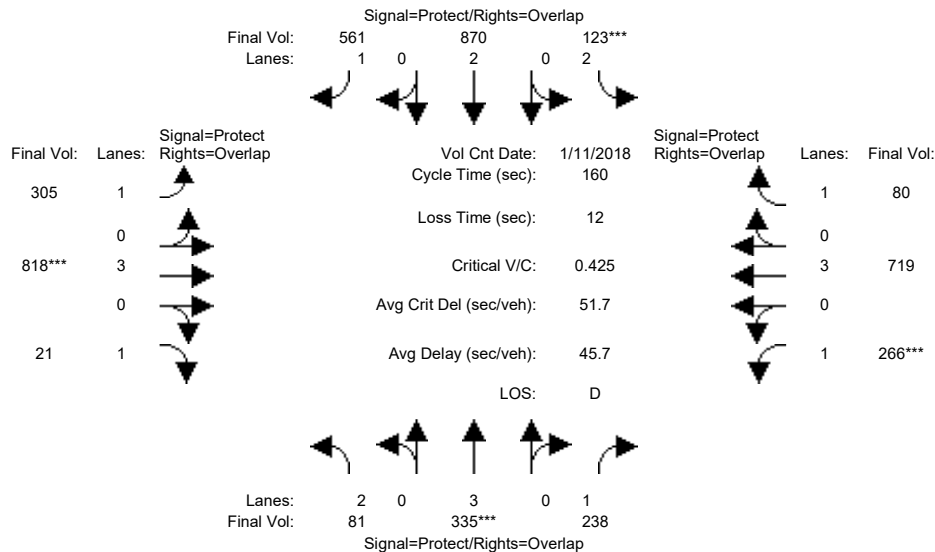 Signal=Protect/Rights=Overlap
Final Vol: 561 870 123***
Lanes: 1 0 2 0 2
Signal=Protect
Final Vol: Lanes: Rights=Overlap
Vol Cnt Date: 1/11/2018
Signal=Protect
Rights=Overlap Lanes: Final Vol:
Cycle Time (sec): 160
305 1
1 80
Loss Time (sec): 12
0
0
818*** 3
Critical V/C: 0.425
3 719
0
Avg Crit Del (sec/veh): 51.7
0
21 1
Avg Delay (sec/veh): 45.7
1 266***
LOS: D
Lanes: 2 0 3 0 1
Final Vol: 81 335*** 238
Signal=Protect/Rights=Overlap